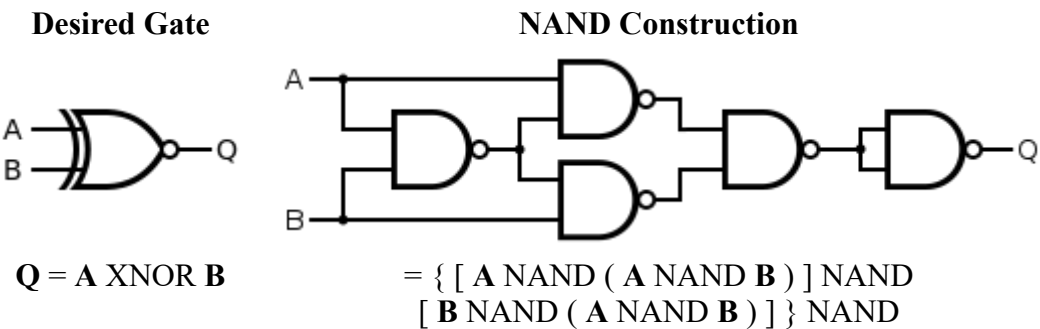 Desired Gate
NAND Construction
A
B
Q
A
B
Q
Q = A XNOR B
= { [ A NAND ( A NAND B ) ] NAND
[ B NAND ( A NAND B ) ] } NAND